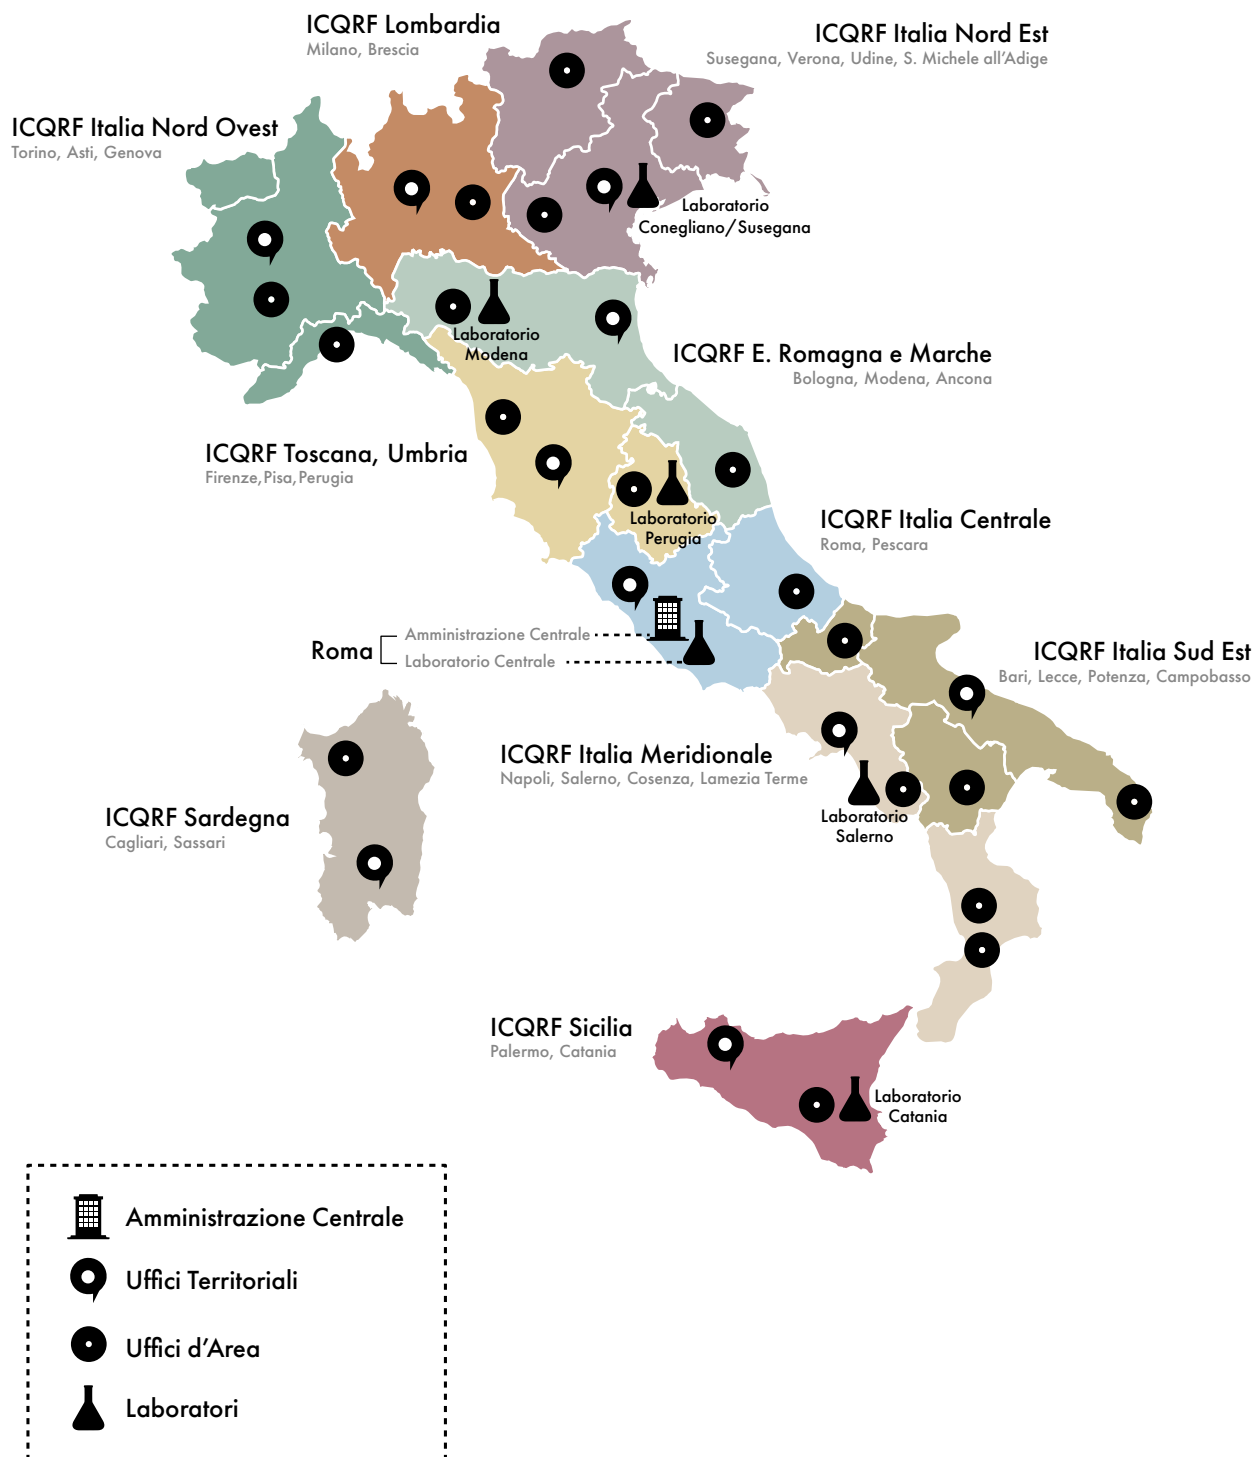 ICQRF Lombardia
Milano, Brescia
ICQRF Italia Nord Est
Susegana, Verona, Udine, S. Michele all'Adige
ICQRF Italia Nord Ovest
Torino, Asti, Genova
Laboratorio
Conegliano/Susegana
Laboratorio
Modena
ICQRF E. Romagna e Marche
Bologna, Modena, Ancona
ICQRF Toscana, Umbria
Firenze,Pisa,Perugia
Laboratorio
Perugia
ICQRF Italia Centrale
Roma, Pescara
Roma
Amministrazione Centrale
Laboratorio Centrale
ICQRF Italia Sud Est
Bari, Lecce, Potenza, Campobasso
ICQRF Italia Meridionale
Napoli, Salerno, Cosenza, Lamezia Terme
Laboratorio
Salerno
ICQRF Sardegna
Cagliari, Sassari
ICQRF Sicilia
Palermo, Catania
Laboratorio
Catania
Amministrazione Centrale
Uffici Territoriali
Uffici d'Area
Laboratori